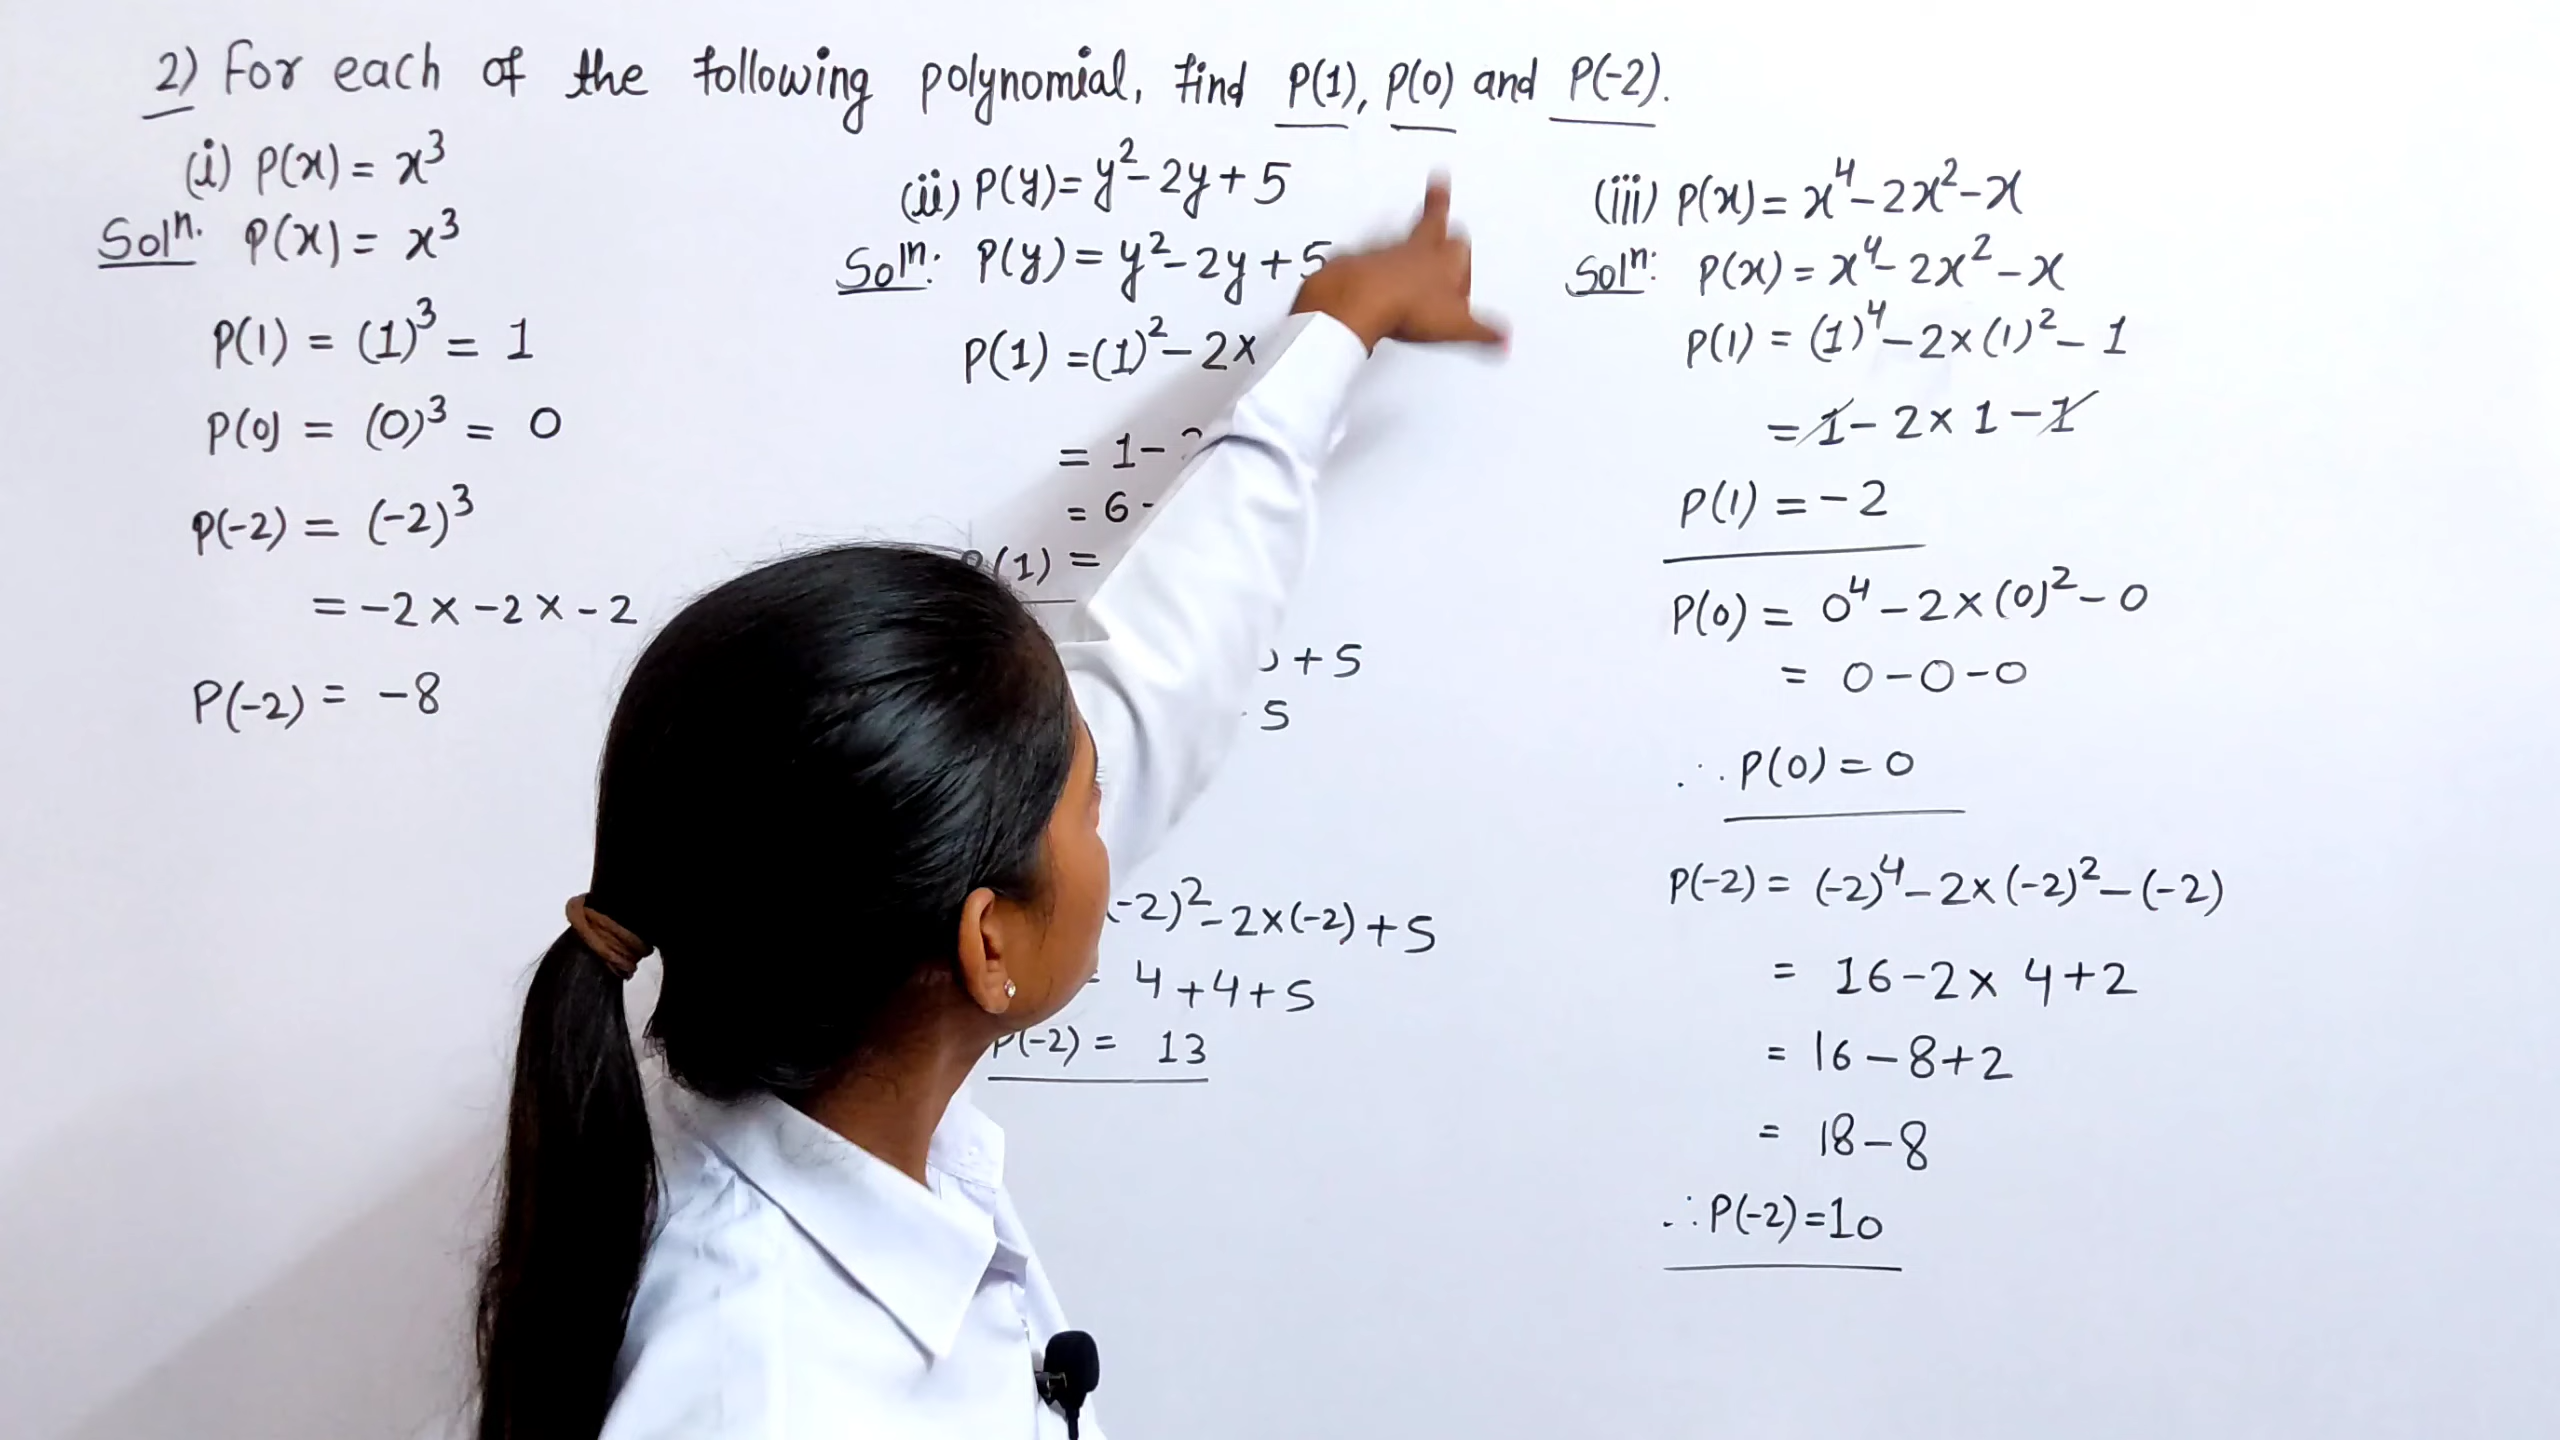 2) For each of the following polynomial, find P(1), P(0) and P(-2).
(i) P(x) = x³
Solⁿ. P(x) = x³
P(1) = (1)³ = 1
P(0) = (0)³ = 0
P(-2) = (-2)³
= -2 × -2 × -2
P(-2) = -8
(ii) P(y) = y² - 2y + 5
Solⁿ: P(y) = y² - 2y + 5
P(1) = (1)² - 2×
= 1 -
= 6 -
(1) =
+ 5
5
(-2)² - 2×(-2) + 5
= 4 + 4 + 5
P(-2) = 13
(iii) P(x) = x⁴ - 2x² - x
Solⁿ: P(x) = x⁴ - 2x² - x
P(1) = (1)⁴ - 2×(1)² - 1
= 1 - 2 × 1 - 1
P(1) = -2
P(0) = 0⁴ - 2×(0)² - 0
= 0 - 0 - 0
∴ P(0) = 0
P(-2) = (-2)⁴ - 2×(-2)² - (-2)
= 16 - 2 × 4 + 2
= 16 - 8 + 2
= 18 - 8
∴ P(-2) = 10